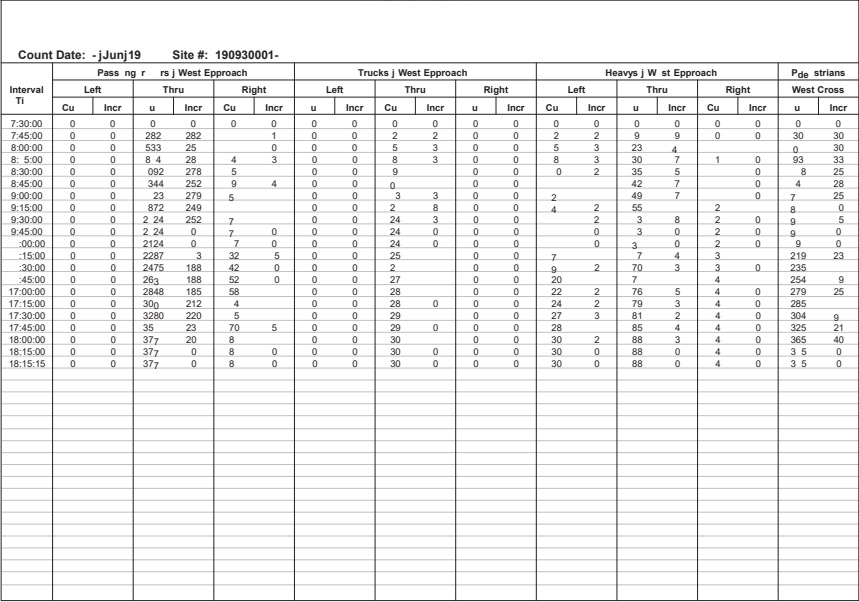 Count Date: - jJunj19 Site #: 190930001-
Pass ng r rs j West Epproach Trucks j West Epproach Heavys j W st Epproach Pde strians
Interval Ti Left Thru Right Left Thru Right Left Thru Right West Cross
Cu Incr u Incr Cu Incr u Incr Cu Incr u Incr Cu Incr u Incr Cu Incr Cu Incr
7:30:00 0 0 0 0 0 0 0 0 0 0 0 0 0 0 0 0 0 0 0 0
7:45:00 0 0 282 282 1 0 0 2 2 0 0 2 2 9 9 0 0 30 30
8:00:00 0 0 533 25 0 0 0 5 3 0 0 5 3 23 4 0 30
8: 5:00 0 0 8 4 28 4 3 0 0 8 3 0 0 8 3 30 7 1 0 93 33
8:30:00 0 0 092 278 5 0 0 9 0 0 0 2 35 5 0 8 25
8:45:00 0 0 344 252 9 4 0 0 0 0 0 42 7 0 4 28
9:00:00 0 0 23 279 5 0 0 3 3 0 0 2 49 7 0 7 25
9:15:00 0 0 872 249 0 0 2 8 0 0 4 2 55 2 8 0
9:30:00 0 0 2 24 252 7 0 0 24 3 0 0 2 3 8 2 0 9 5
9:45:00 0 0 2 24 0 7 0 0 0 24 0 0 0 0 3 0 2 0 9 0
:00:00 0 0 2124 0 7 0 0 0 24 0 0 0 0 3 0 2 0 9 0
:15:00 0 0 2287 3 32 5 0 0 25 0 0 7 7 4 3 219 23
:30:00 0 0 2475 188 42 0 0 0 2 0 0 9 2 70 3 3 0 235
:45:00 0 0 263 188 52 0 0 0 27 0 0 20 7 4 0 254 9
17:00:00 0 0 2848 185 58 0 0 28 0 0 22 2 76 5 4 0 279 25
17:15:00 0 0 300 212 4 0 0 28 0 0 0 24 2 79 3 4 0 285
17:30:00 0 0 3280 220 5 0 0 29 0 0 27 3 81 2 4 0 304 9
17:45:00 0 0 35 23 70 5 0 0 29 0 0 0 28 85 4 4 0 325 21
18:00:00 0 0 377 20 8 0 0 30 0 0 30 2 88 3 4 0 365 40
18:15:00 0 0 377 0 8 0 0 0 30 0 0 0 30 0 88 0 4 0 3 5 0
18:15:15 0 0 377 0 8 0 0 0 30 0 0 0 30 0 88 0 4 0 3 5 0